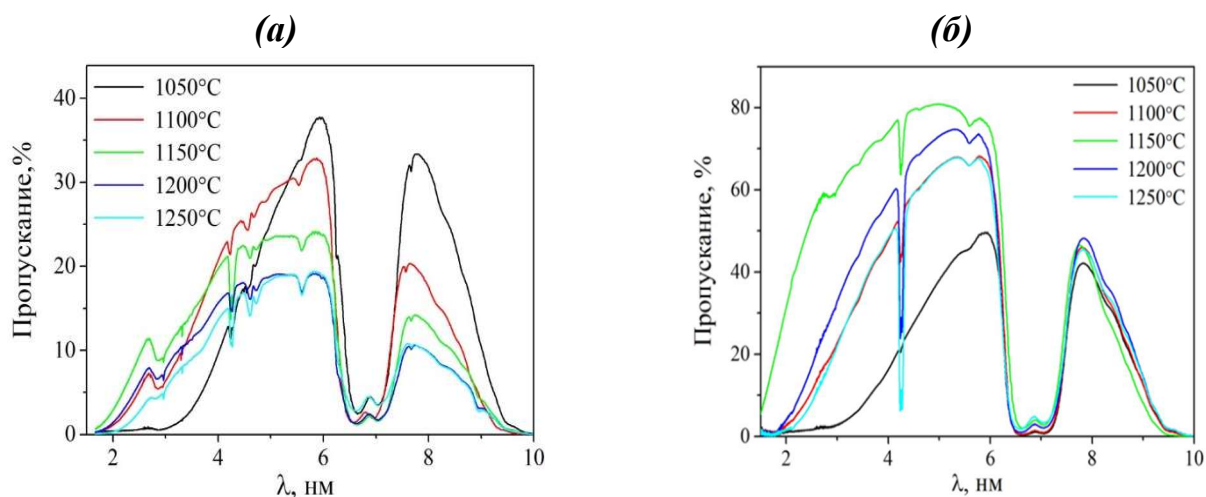 (а)
40
30
20
10
0
Пропускание,%
1050°C
1100°C
1150°C
1200°C
1250°C
2 4 6 8 10
λ, нм
(б)
80
60
40
20
0
Пропускание, %
1050°C
1100°C
1150°C
1200°C
1250°C
2 4 6 8 10
λ, нм